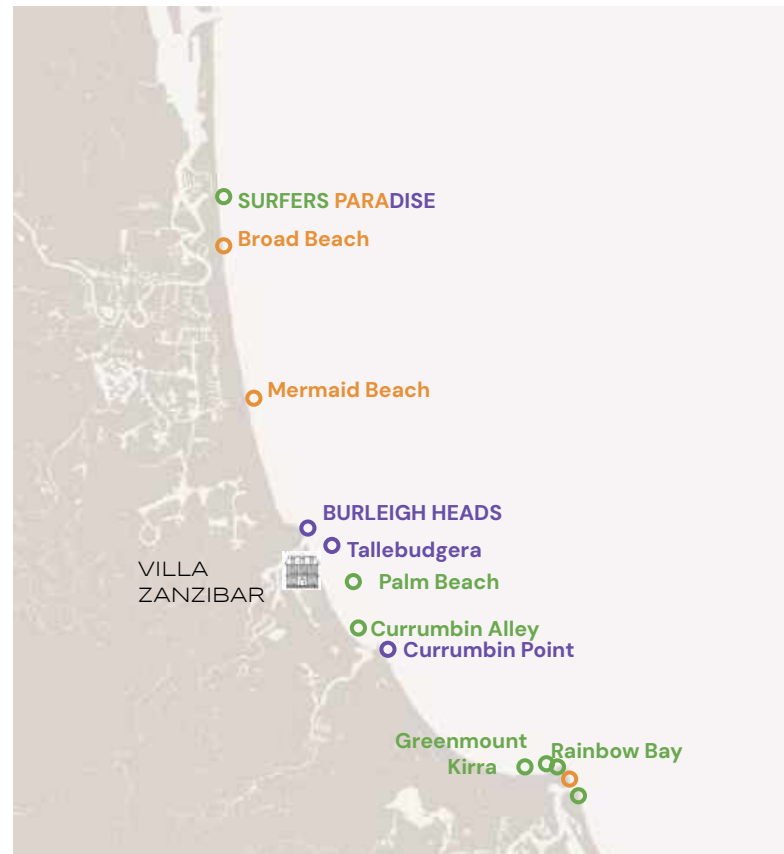 SURFERS PARADISE
Broad Beach
Mermaid Beach
BURLEIGH HEADS
Tallebudgera
VILLA
ZANZIBAR
Palm Beach
Currumbin Alley
Currumbin Point
Greenmount
Rainbow Bay
Kirra